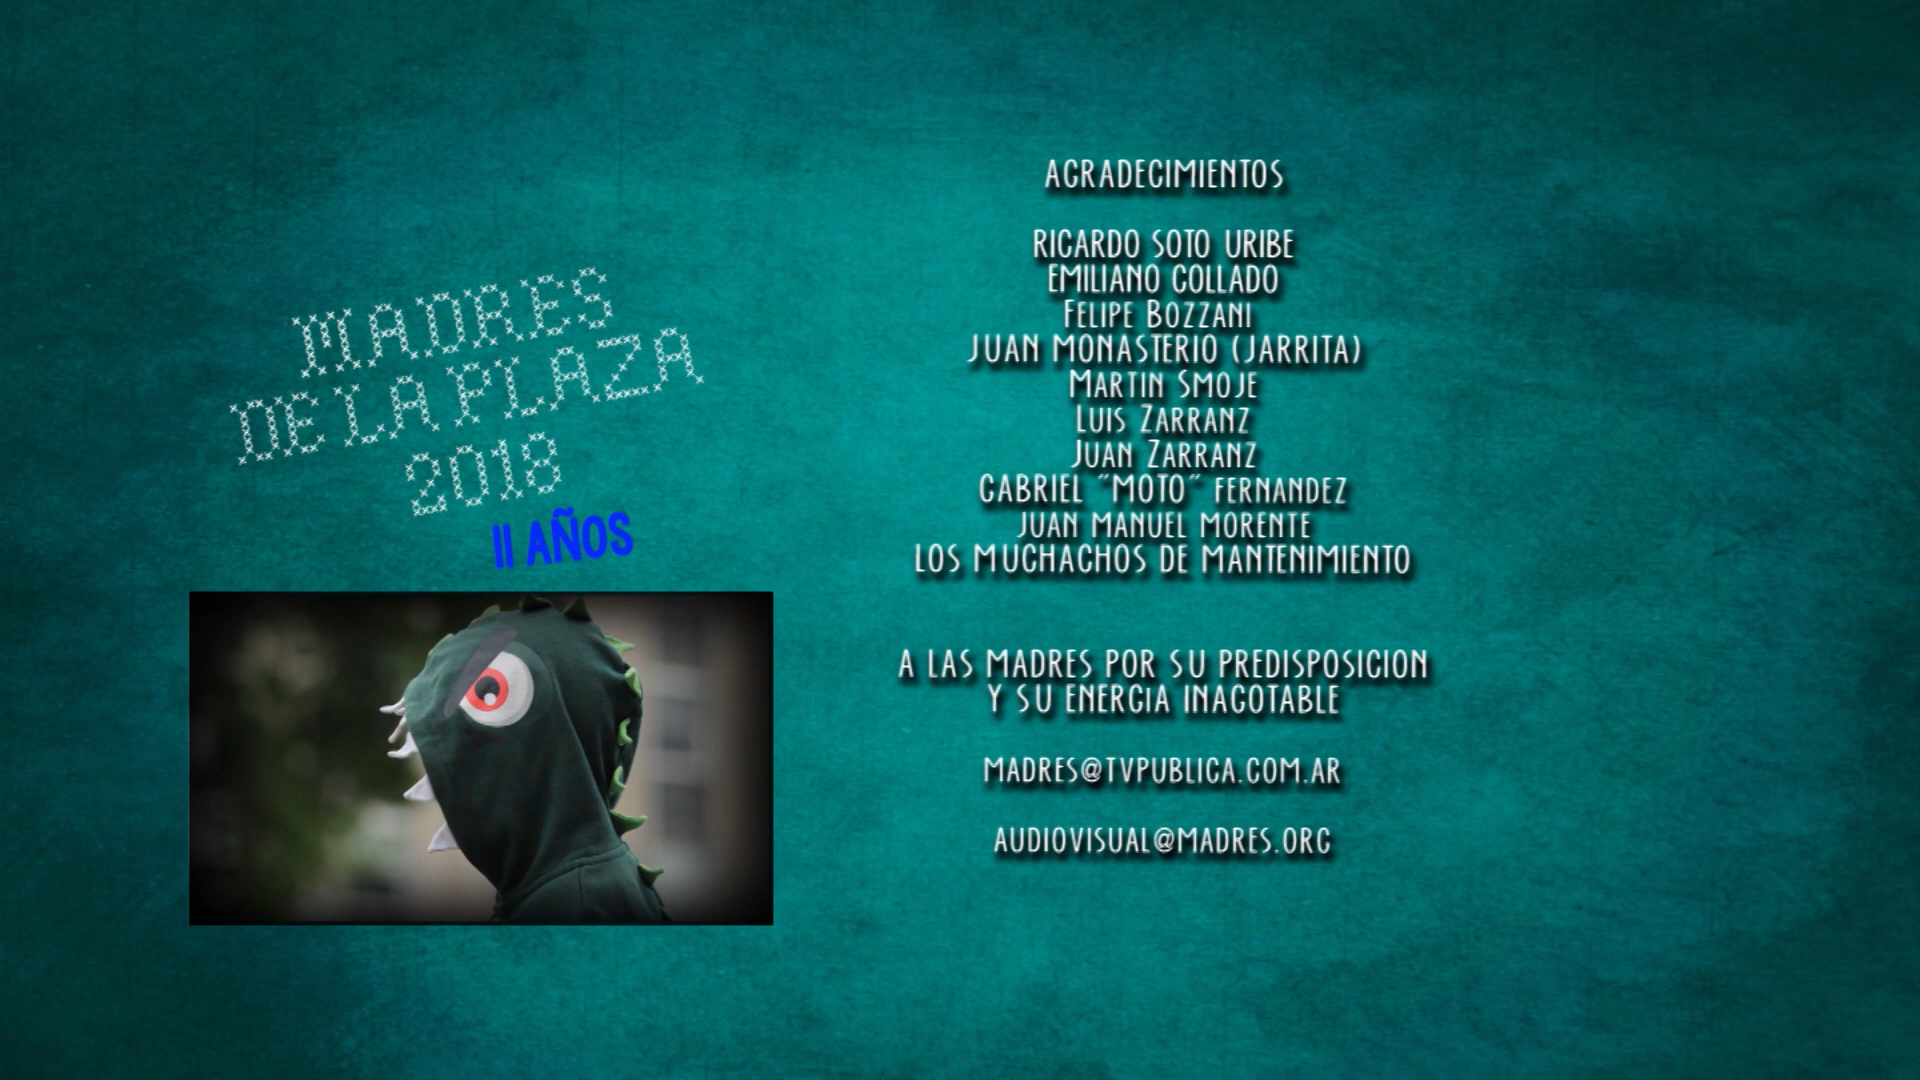 MADRES
DE LA PLAZA
2018
11 AÑOS
AGRADECIMIENTOS
RICARDO SOTO URIBE
EMILIANO COLLADO
FELIPE BOZZANI
JUAN MONASTERIO (JARRITA)
MARTIN SMOJE
LUIS ZARRANZ
JUAN ZARRANZ
GABRIEL "MOTO" FERNANDEZ
JUAN MANUEL MORENTE
LOS MUCHACHOS DE MANTENIMIENTO
A LAS MADRES POR SU PREDISPOSICION
Y SU ENERGIA INAGOTABLE
MADRES@TVPUBLICA.COM.AR
AUDIOVISUAL@MADRES.ORG